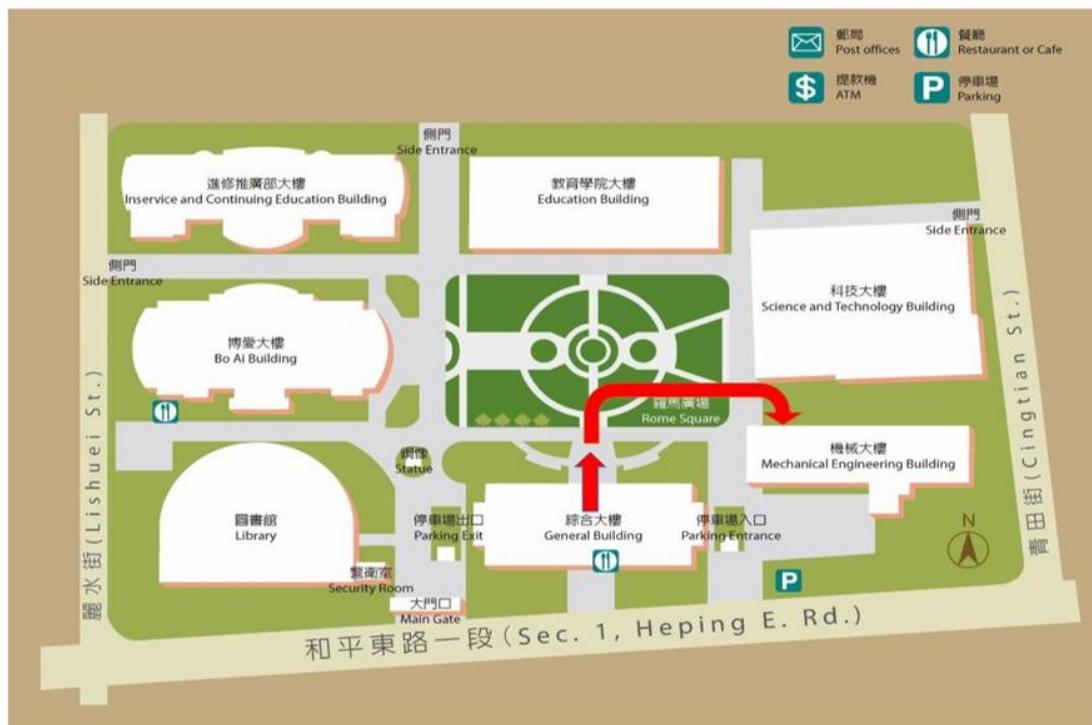 郵局
Post offices
餐廳
Restaurant or Cafe
$
提款機
ATM
P
停車場
Parking
側門
Side Entrance
進修推廣部大樓
Inservice and Continuing Education Building
教育學院大樓
Education Building
側門
Side Entrance
側門
Side Entrance
科技大樓
Science and Technology Building
博愛大樓
Bo Ai Building
羅馬廣場
Rome Square
銅像
Statue
機械大樓
Mechanical Engineering Building
圖書館
Library
停車場出口
Parking Exit
綜合大樓
General Building
停車場入口
Parking Entrance
N
警衛室
Security Room
P
大門口
Main Gate
麗水街(Lishuei St.)
青田街(Cingtian St.)
和平東路一段(Sec. 1, Heping E. Rd.)